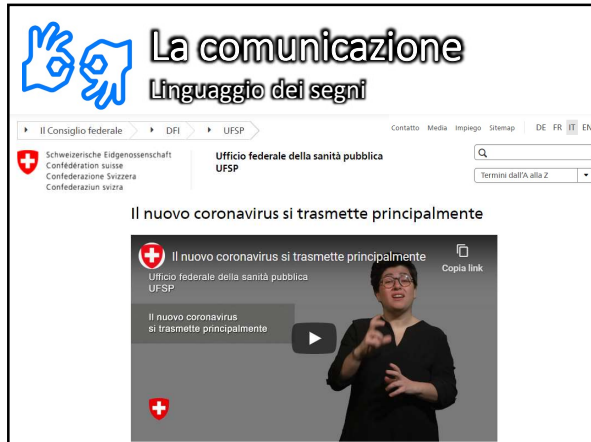 La comunicazione
Linguaggio dei segni
Il Consiglio federale DFI UFSP
Contatto Media Impiego Sitemap DE FR IT EN
Schweizerische Eidgenossenschaft
Confédération suisse
Confederazione Svizzera
Confederaziun svizra
Ufficio federale della sanità pubblica
UFSP
Termini dall'A alla Z
Il nuovo coronavirus si trasmette principalmente
Il nuovo coronavirus si trasmette principalmente
Copia link
Ufficio federale della sanità pubblica
UFSP
Il nuovo coronavirus
si trasmette principalmente